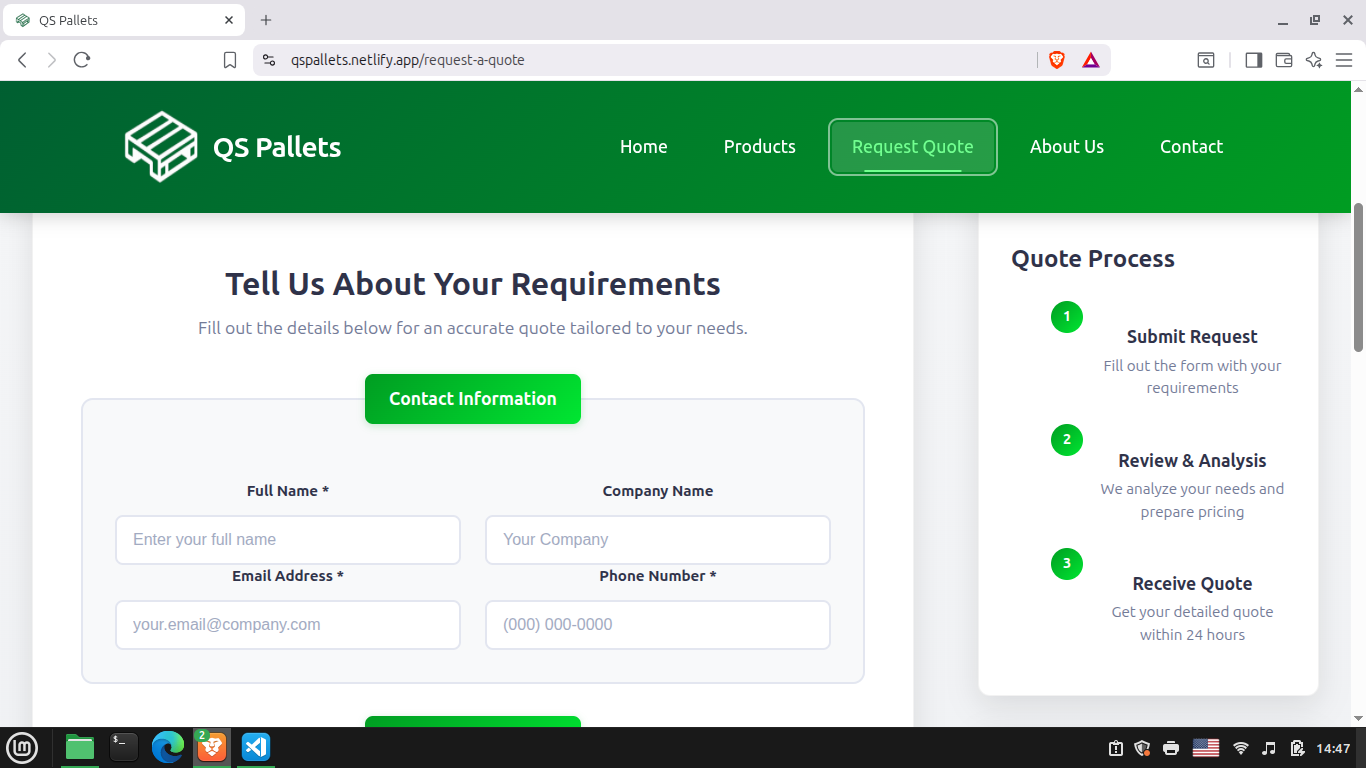 QS Pallets
qspallets.netlify.app/request-a-quote
QS Pallets
Home
Products
Request Quote
About Us
Contact
Tell Us About Your Requirements
Fill out the details below for an accurate quote tailored to your needs.
Contact Information
Full Name *
Company Name
Enter your full name
Your Company
Email Address *
Phone Number *
your.email@company.com
(000) 000-0000
Quote Process
1
Submit Request
Fill out the form with your
requirements
2
Review & Analysis
We analyze your needs and
prepare pricing
3
Receive Quote
Get your detailed quote
within 24 hours
$_
2
14:47